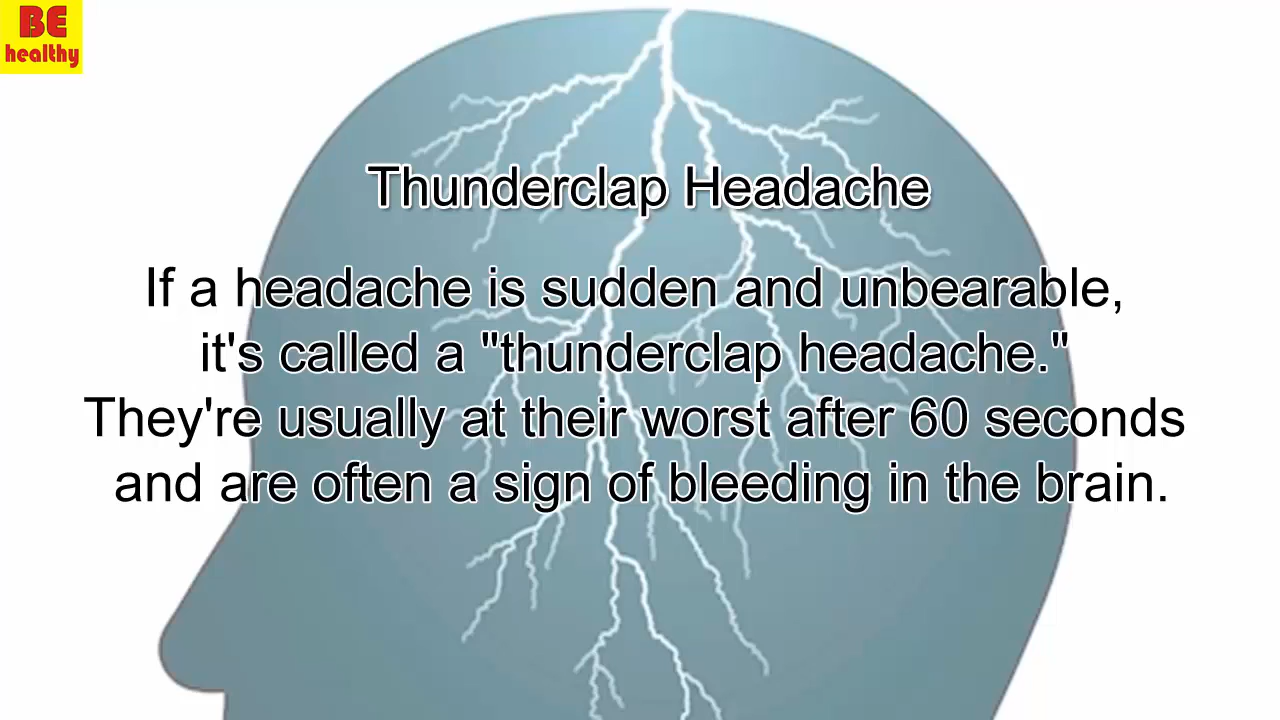 BE
healthy
Thunderclap Headache
If a headache is sudden and unbearable,
it's called a "thunderclap headache."
They're usually at their worst after 60 seconds
and are often a sign of bleeding in the brain.